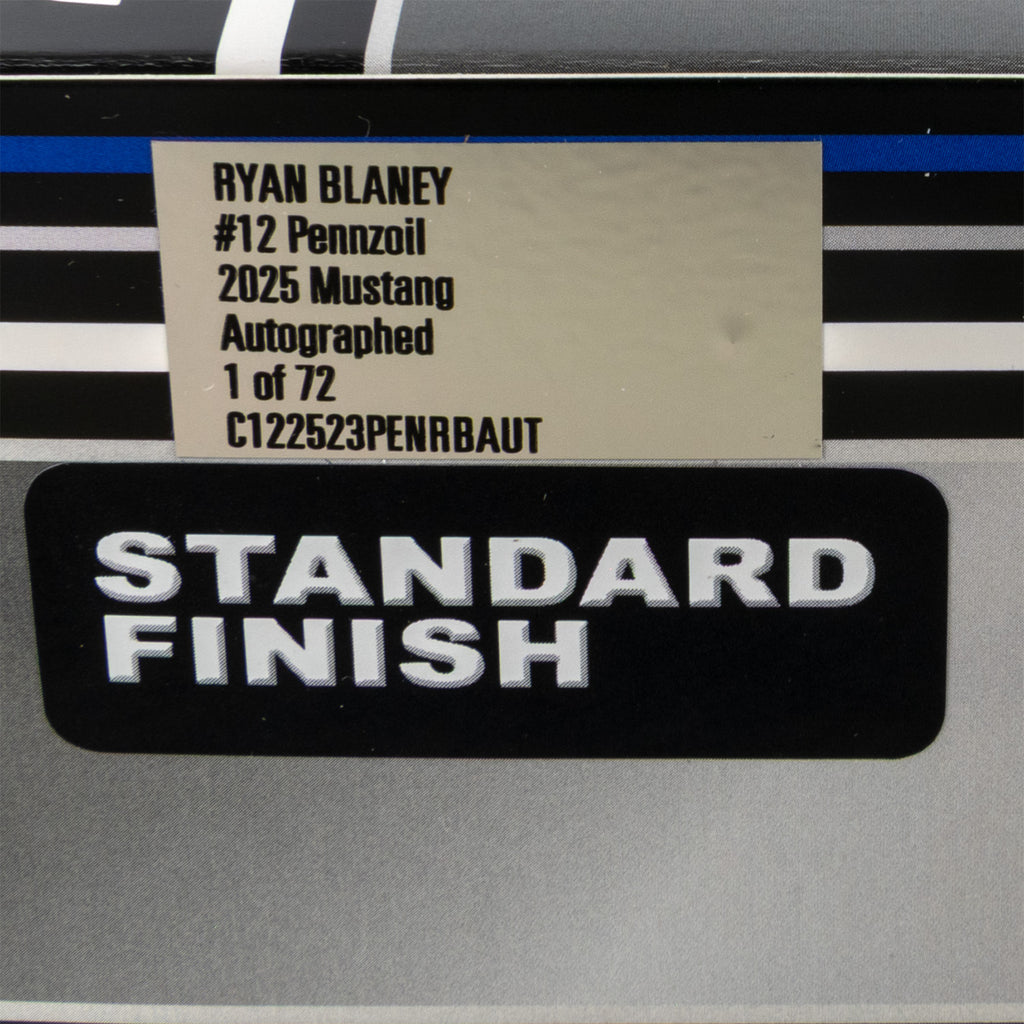 RYAN BLANEY
#12 Pennzoil
2025 Mustang
Autographed
1 of 72
C122523PENRBAUT
STANDARD
FINISH